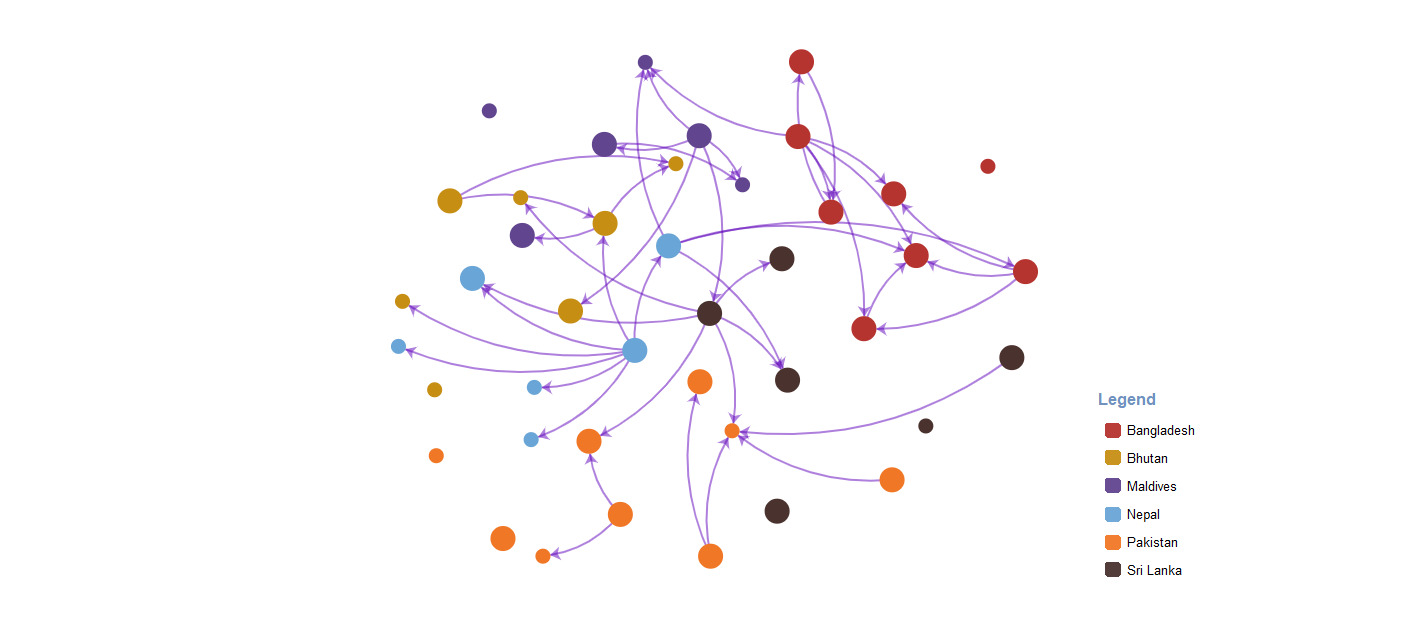 Legend
Bangladesh
Bhutan
Maldives
Nepal
Pakistan
Sri Lanka